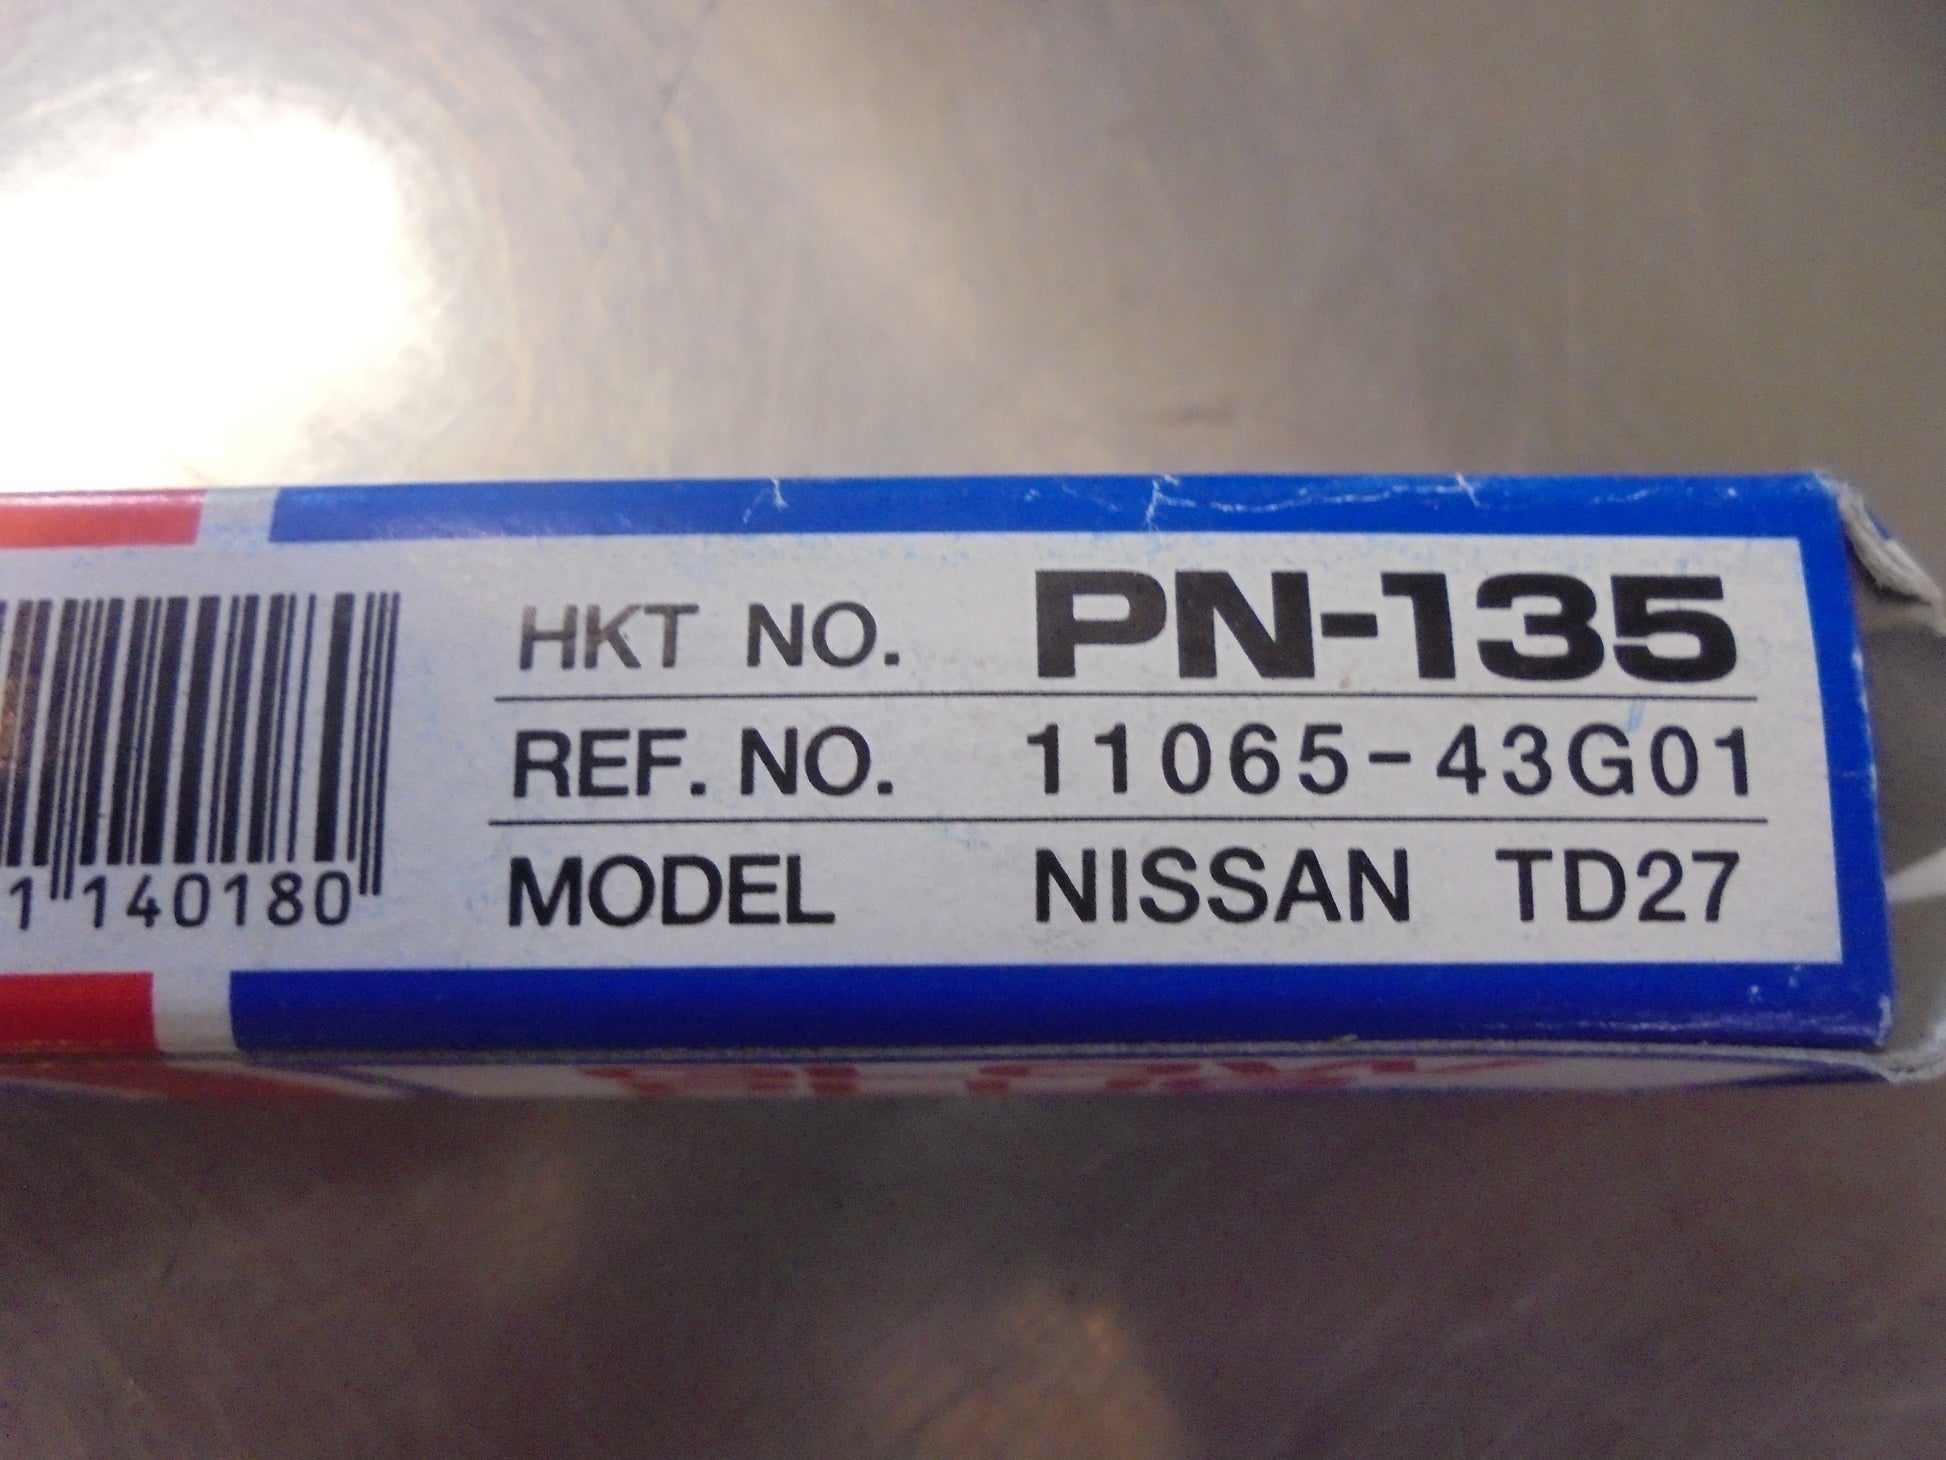 HKT NO. PN-135
REF. NO. 11065-43G01
MODEL NISSAN TD27
1 140180